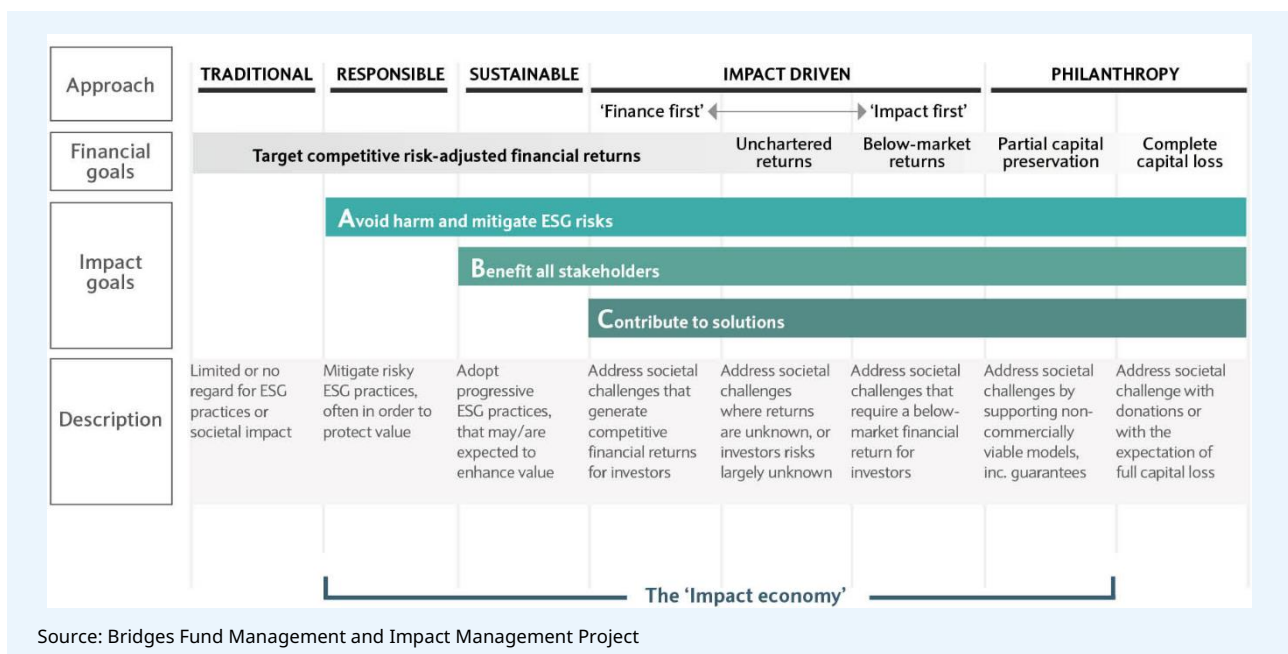 Approach
TRADITIONAL
RESPONSIBLE
SUSTAINABLE
IMPACT DRIVEN
PHILANTHROPY
‘Finance first’
‘Impact first’
Financial
goals
Target competitive risk-adjusted financial returns
Unchartered
returns
Below-market
returns
Partial capital
preservation
Complete
capital loss
Impact
goals
Avoid harm and mitigate ESG risks
Benefit all stakeholders
Contribute to solutions
Description
Limited or no
regard for ESG
practices or
societal impact
Mitigate risky
ESG practices,
often in order to
protect value
Adopt
progressive
ESG practices,
that may/are
expected to
enhance value
Address societal
challenges that
generate
competitive
financial returns
for investors
Address societal
challenges
where returns
are unknown, or
investors risks
largely unknown
Address societal
challenges that
require a below-
market financial
return for
investors
Address societal
challenges by
supporting non-
commercially
viable models,
inc. guarantees
Address societal
challenge with
donations or
with the
expectation of
full capital loss
The ‘Impact economy’
Source: Bridges Fund Management and Impact Management Project